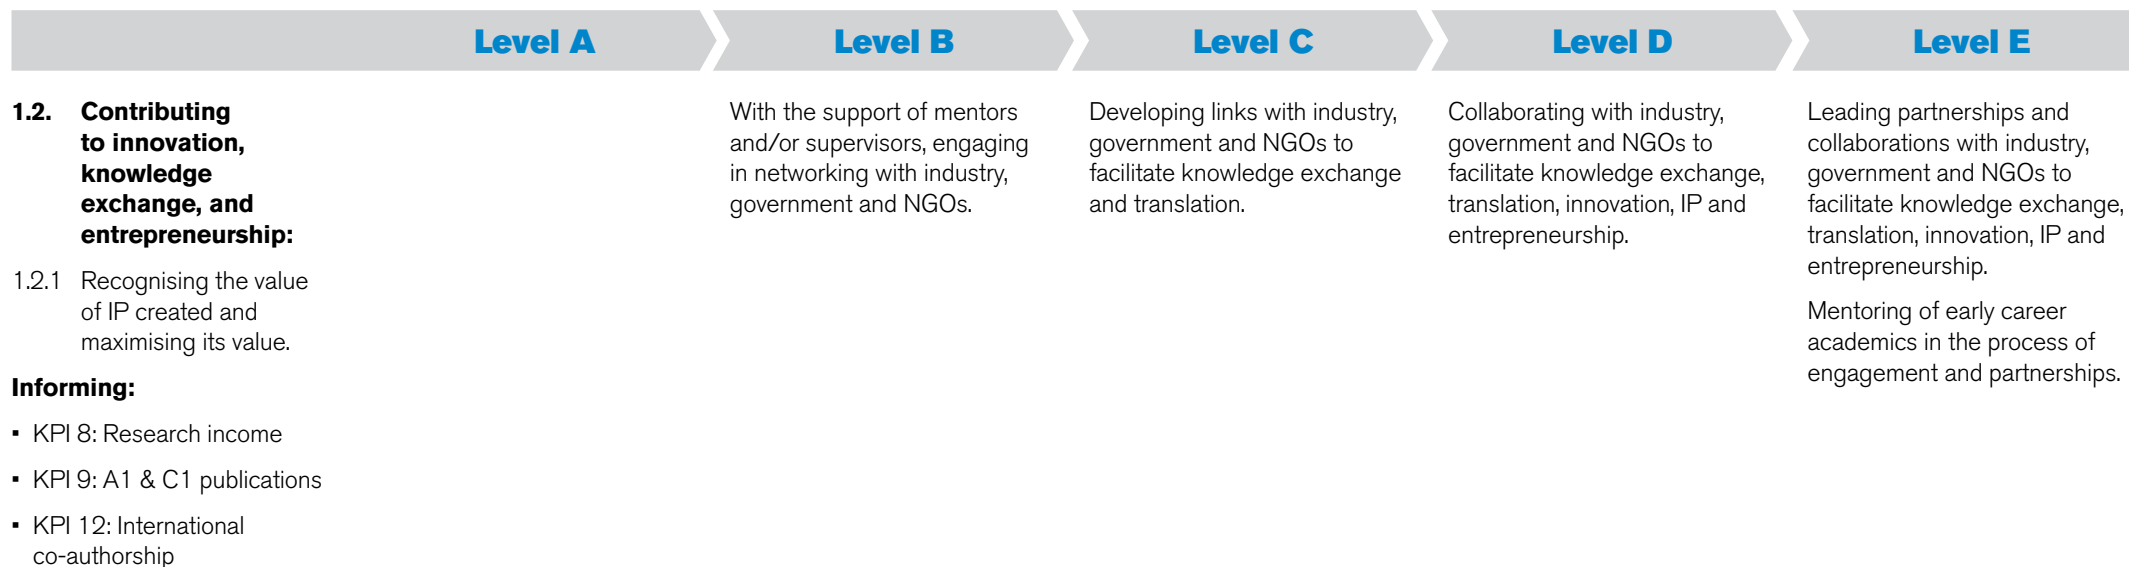 Level A
Level B
Level C
Level D
Level E
1.2. Contributing
to innovation,
knowledge
exchange, and
entrepreneurship:
1.2.1 Recognising the value
of IP created and
maximising its value.
Informing:
▪ KPI 8: Research income
▪ KPI 9: A1 & C1 publications
▪ KPI 12: International
co-authorship
With the support of mentors
and/or supervisors, engaging
in networking with industry,
government and NGOs.
Developing links with industry,
government and NGOs to
facilitate knowledge exchange
and translation.
Collaborating with industry,
government and NGOs to
facilitate knowledge exchange,
translation, innovation, IP and
entrepreneurship.
Leading partnerships and
collaborations with industry,
government and NGOs to
facilitate knowledge exchange,
translation, innovation, IP and
entrepreneurship.
Mentoring of early career
academics in the process of
engagement and partnerships.